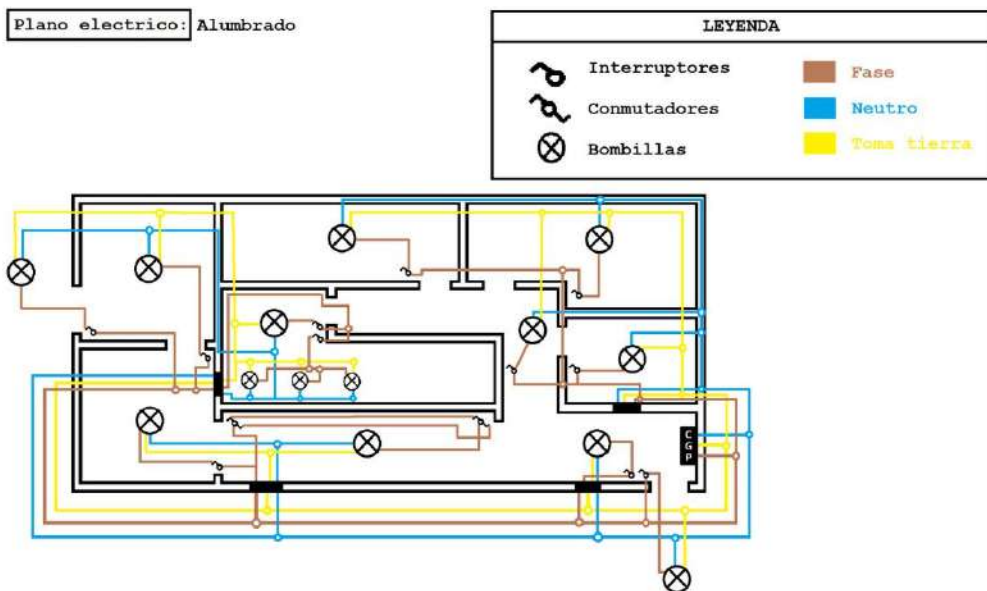 Plano electrico: Alumbrado
LEYENDA
Interruptores
Fase
Conmutadores
Neutro
Bombillas
Toma tierra
C
G
P